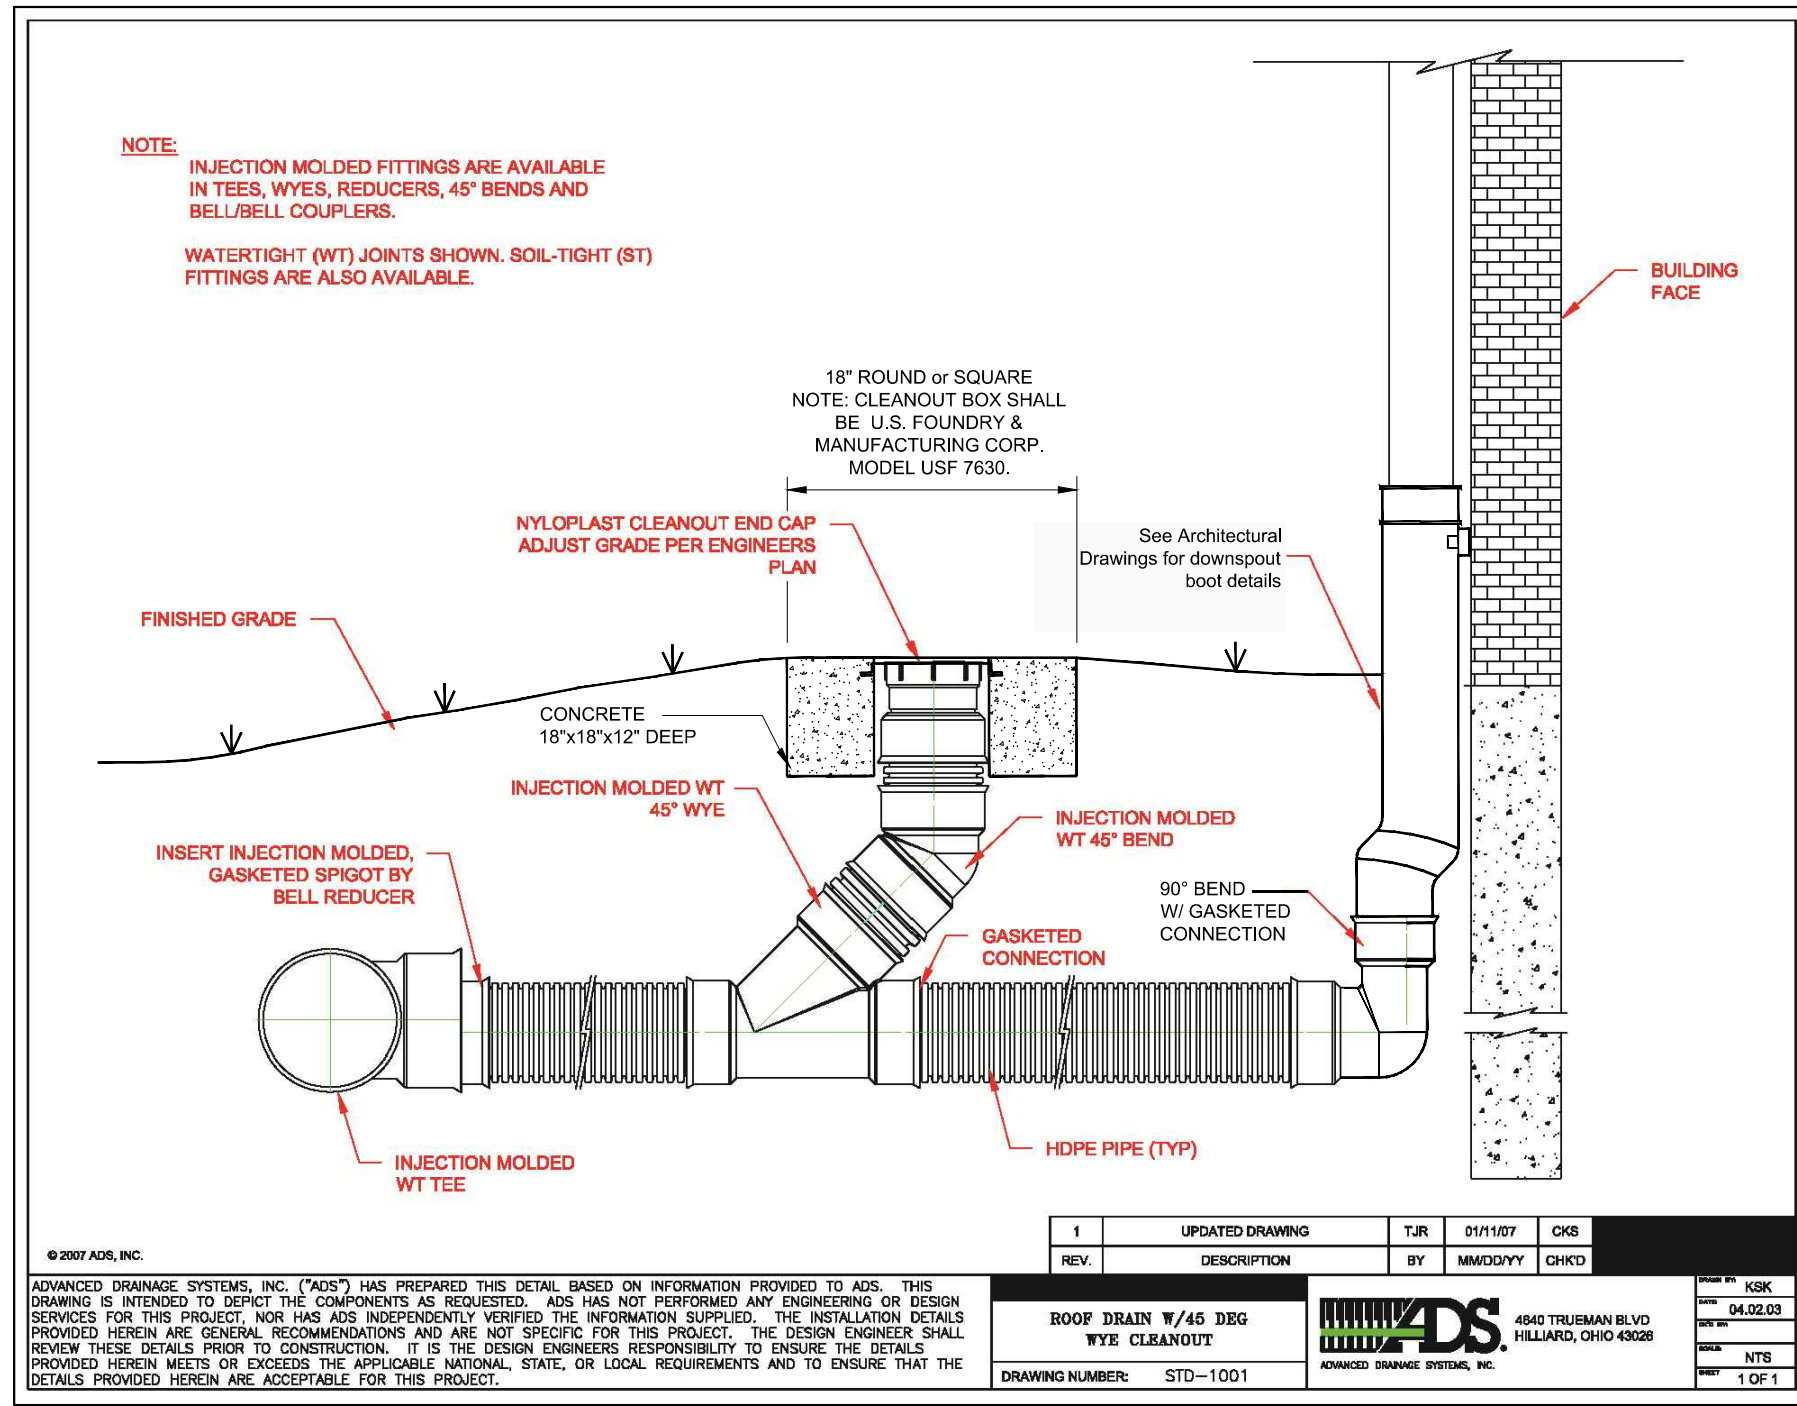 NOTE:
INJECTION MOLDED FITTINGS ARE AVAILABLE
IN TEES, WYES, REDUCERS, 45° BENDS AND
BELL/BELL COUPLERS.
WATERTIGHT (WT) JOINTS SHOWN. SOIL-TIGHT (ST)
FITTINGS ARE ALSO AVAILABLE.
BUILDING
FACE
18" ROUND or SQUARE
NOTE: CLEANOUT BOX SHALL
BE U.S. FOUNDRY &
MANUFACTURING CORP.
MODEL USF 7630.
NYLOPLAST CLEANOUT END CAP
ADJUST GRADE PER ENGINEERS
PLAN
See Architectural
Drawings for downspout
boot details
FINISHED GRADE
CONCRETE
18"x18"x12" DEEP
INJECTION MOLDED WT
45° WYE
INJECTION MOLDED
WT 45° BEND
INSERT INJECTION MOLDED,
GASKETED SPIGOT BY
BELL REDUCER
90° BEND
W/ GASKETED
CONNECTION
GASKETED
CONNECTION
HDPE PIPE (TYP)
INJECTION MOLDED
WT TEE
© 2007 ADS, INC.
1 UPDATED DRAWING TJR 01/11/07 CKS
REV. DESCRIPTION BY MM/DD/YY CHK'D
ADVANCED DRAINAGE SYSTEMS, INC. ("ADS") HAS PREPARED THIS DETAIL BASED ON INFORMATION PROVIDED TO ADS. THIS
DRAWING IS INTENDED TO DEPICT THE COMPONENTS AS REQUESTED. ADS HAS NOT PERFORMED ANY ENGINEERING OR DESIGN
SERVICES FOR THIS PROJECT, NOR HAS ADS INDEPENDENTLY VERIFIED THE INFORMATION SUPPLIED. THE INSTALLATION DETAILS
PROVIDED HEREIN ARE GENERAL RECOMMENDATIONS AND ARE NOT SPECIFIC FOR THIS PROJECT. THE DESIGN ENGINEER SHALL
REVIEW THESE DETAILS PRIOR TO CONSTRUCTION. IT IS THE DESIGN ENGINEERS RESPONSIBILITY TO ENSURE THE DETAILS
PROVIDED HEREIN MEETS OR EXCEEDS THE APPLICABLE NATIONAL, STATE, OR LOCAL REQUIREMENTS AND TO ENSURE THAT THE
DETAILS PROVIDED HEREIN ARE ACCEPTABLE FOR THIS PROJECT.
ROOF DRAIN W/45 DEG
WYE CLEANOUT
DRAWING NUMBER: STD-1001
ADS.
ADVANCED DRAINAGE SYSTEMS, INC.
4640 TRUEMAN BLVD
HILLIARD, OHIO 43026
DRAWN BY: KSK
DATE: 04.02.03
SCALE: NTS
SHEET 1 OF 1